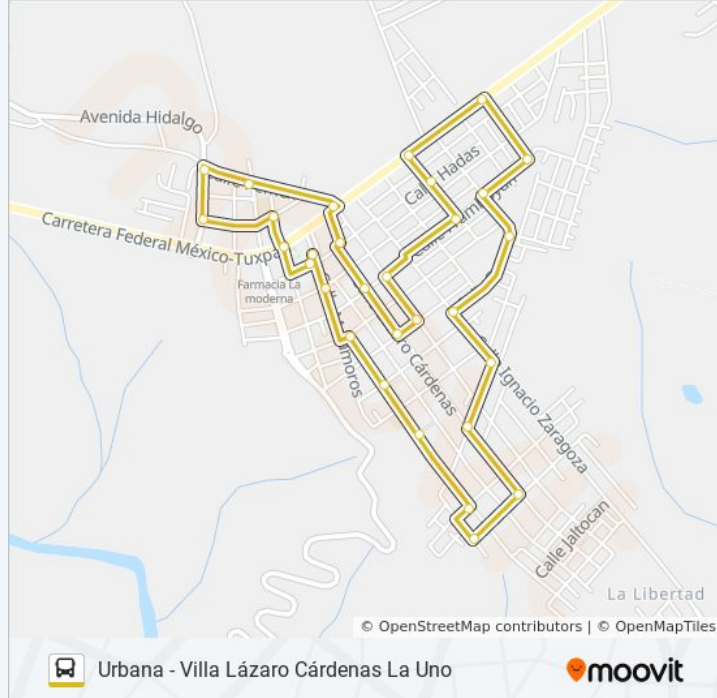 Avenida Hidalgo
Calle Hadas
Carretera Federal México-Tuxpa
Farmacia La
moderna
Cárdenas
Calle Ignacio Zaragoza
Calle Jaltocan
La Libertad
© OpenStreetMap contributors | © OpenMapTiles
Urbana - Villa Lázaro Cárdenas La Uno
moovit